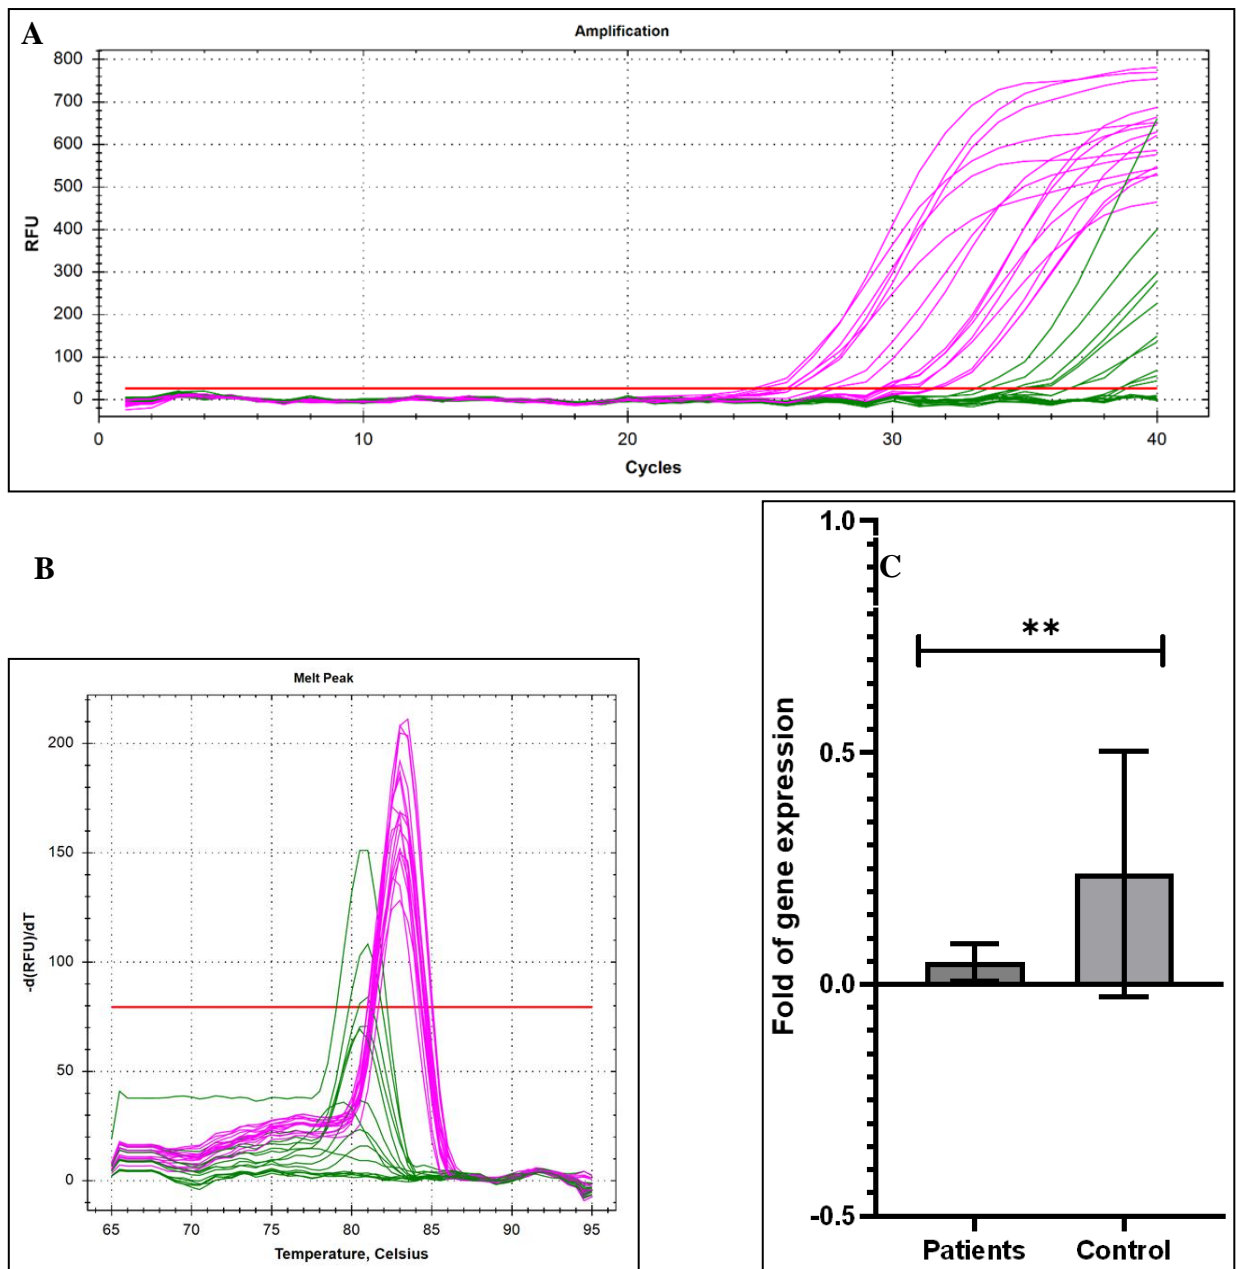 A
Amplification
800
700
600
500
400
300
200
100
0
RFU
0 10 20 30 40
Cycles
B
Melt Peak
200
150
100
50
0
-d(RFU)/dT
65 70 75 80 85 90 95
Temperature, Celsius
C
1.0
0.5
0.0
-0.5
Fold of gene expression
**
Patients Control